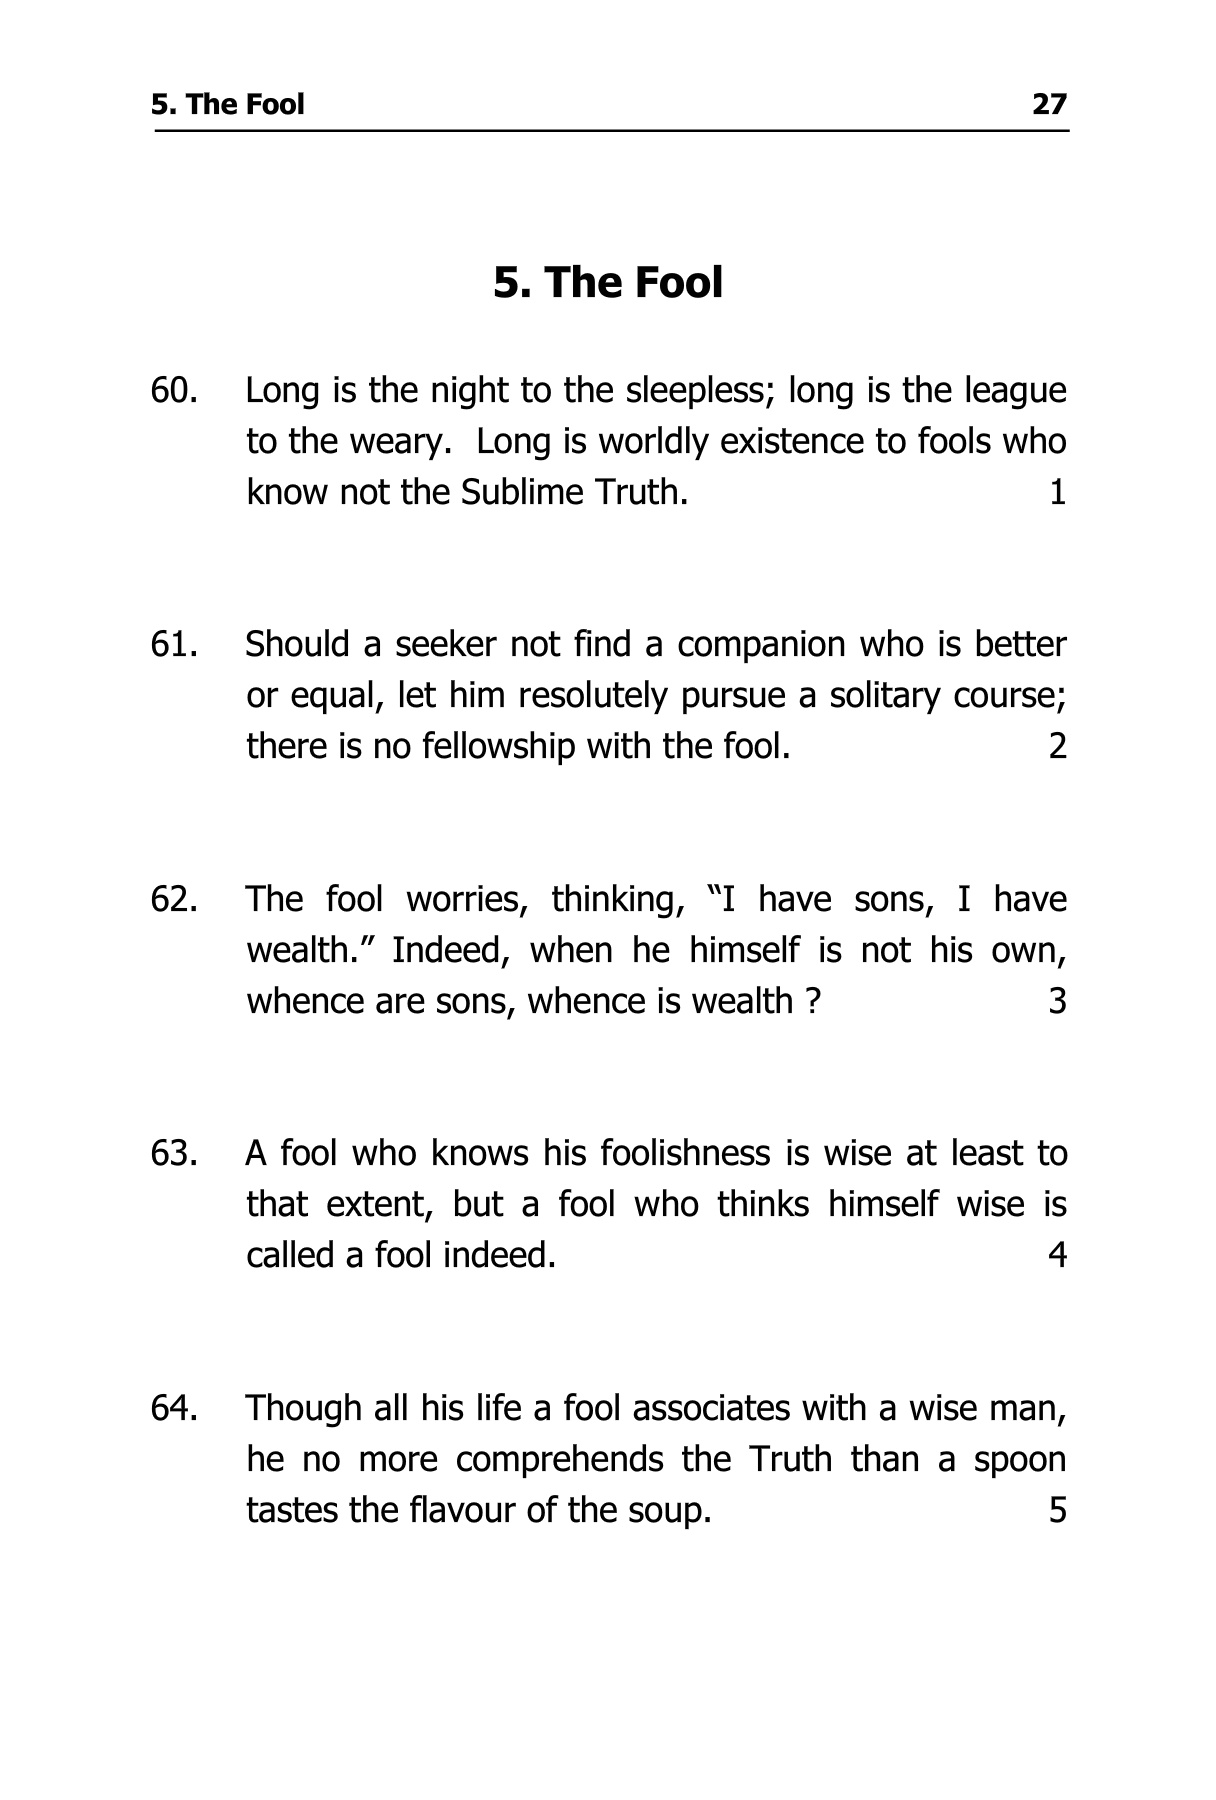 5. The Fool 27
5. The Fool
60. Long is the night to the sleepless; long is the league
to the weary.  Long is worldly existence to fools who
know not the Sublime Truth. 1
61. Should a seeker not find a companion who is better
or equal, let him resolutely pursue a solitary course;
there is no fellowship with the fool. 2
62. The fool worries, thinking, “I have sons, I have
wealth.” Indeed, when he himself is not his own,
whence are sons, whence is wealth ? 3
63. A fool who knows his foolishness is wise at least to
that extent, but a fool who thinks himself wise is
called a fool indeed. 4
64. Though all his life a fool associates with a wise man,
he no more comprehends the Truth than a spoon
tastes the flavour of the soup. 5